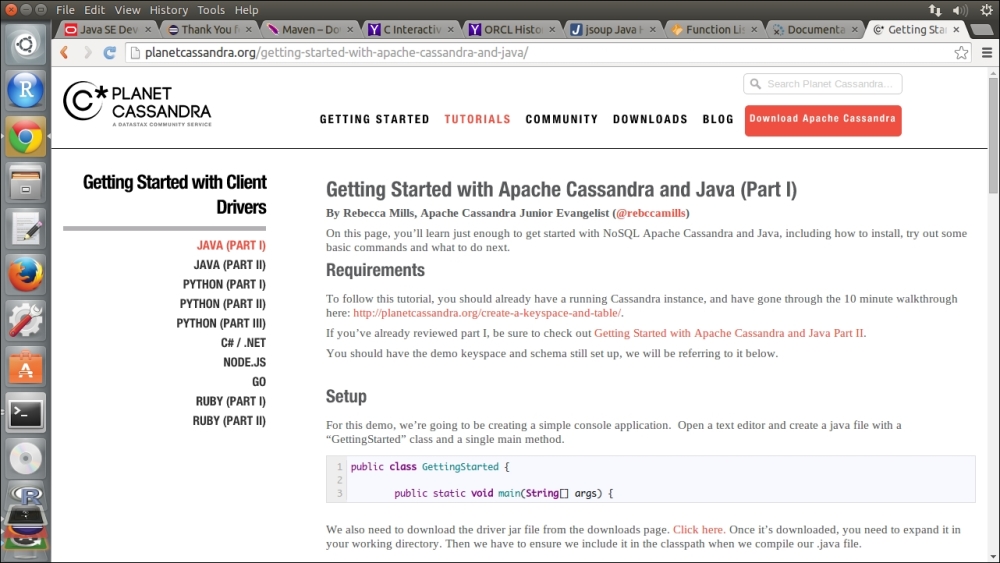 File Edit View History Tools Help
Java SE Dev
Thank You f
Maven – Do
C Interactiv
ORCL Histo
jsoup Java H
Function Lis
Documenta
Getting Sta
planetcassandra.org/getting-started-with-apache-cassandra-and-java/
PLANET
CASSANDRA
A DATASTAX COMMUNITY SERVICE
Search Planet Cassandra...
GETTING STARTED TUTORIALS COMMUNITY DOWNLOADS BLOG
Download Apache Cassandra
Getting Started with Client
Drivers
JAVA (PART I)
JAVA (PART II)
PYTHON (PART I)
PYTHON (PART II)
PYTHON (PART III)
C# / .NET
NODE.JS
GO
RUBY (PART I)
RUBY (PART II)
Getting Started with Apache Cassandra and Java (Part I)
By Rebecca Mills, Apache Cassandra Junior Evangelist (@rebccamills)
On this page, you’ll learn just enough to get started with NoSQL Apache Cassandra and Java, including how to install, try out some
basic commands and what to do next.
Requirements
To follow this tutorial, you should already have a running Cassandra instance, and have gone through the 10 minute walkthrough
here: http://planetcassandra.org/create-a-keyspace-and-table/.
If you’ve already reviewed part I, be sure to check out Getting Started with Apache Cassandra and Java Part II.
You should have the demo keyspace and schema still set up, we will be referring to it below.
Setup
For this demo, we’re going to be creating a simple console application. Open a text editor and create a java file with a
“GettingStarted” class and a single main method.
1 public class GettingStarted {
2
3 public static void main(String[] args) {
We also need to download the driver jar file from the downloads page. Click here. Once it’s downloaded, you need to expand it in
your working directory. Then we have to ensure we include it in the classpath when we compile our .java file.